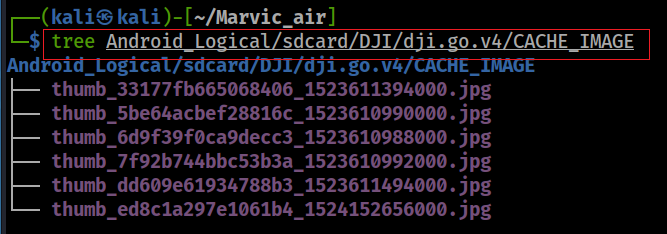 (kali㉿kali)-[~/Marvic_air]
$ tree Android_Logical/sdcard/DJI/dji.go.v4/CACHE_IMAGE
Android_Logical/sdcard/DJI/dji.go.v4/CACHE_IMAGE
thumb_33177fb665068406_1523611394000.jpg
thumb_5be64acbef28816c_1523610990000.jpg
thumb_6d9f39f0ca9decc3_1523610988000.jpg
thumb_7f92b744bbc53b3a_1523610992000.jpg
thumb_dd609e61934788b3_1523611494000.jpg
thumb_ed8c1a297e1061b4_1524152656000.jpg